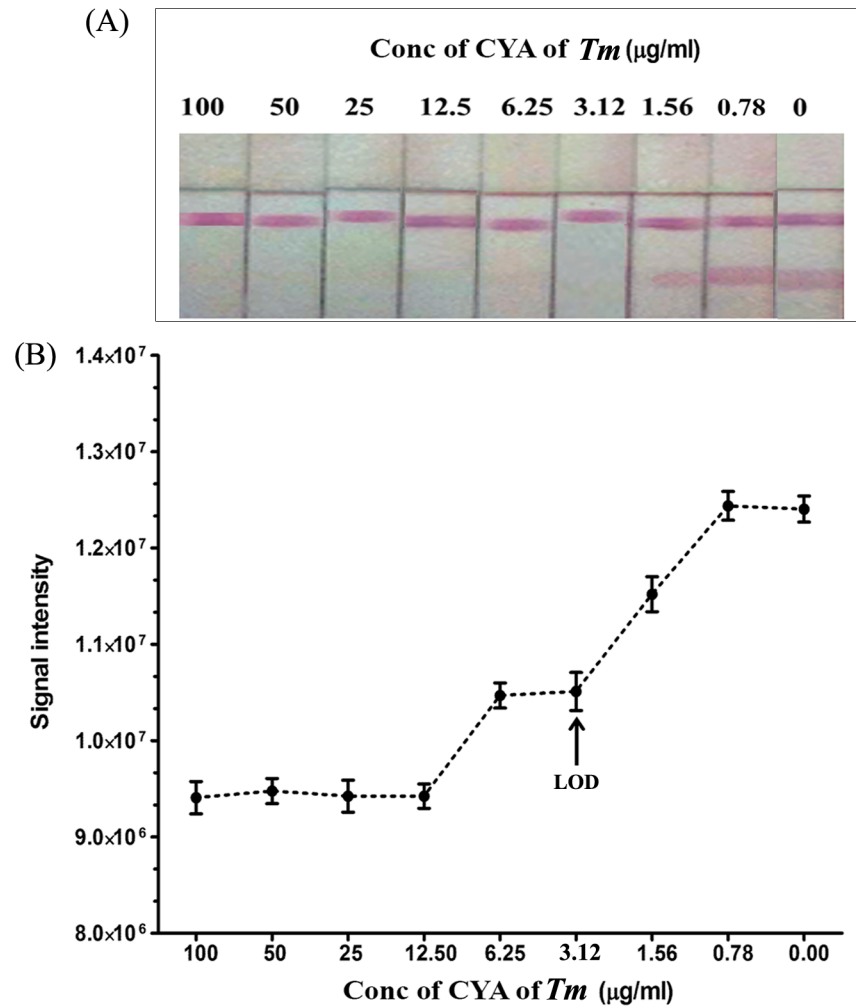 (A)
Conc of CYA of Tm (μg/ml)
100 50 25 12.5 6.25 3.12 1.56 0.78 0
(B)
Signal intensity
1.4×10⁷
1.3×10⁷
1.2×10⁷
1.1×10⁷
1.0×10⁷
9.0×10⁶
8.0×10⁶
LOD
100 50 25 12.50 6.25 3.12 1.56 0.78 0.00
Conc of CYA of Tm (μg/ml)